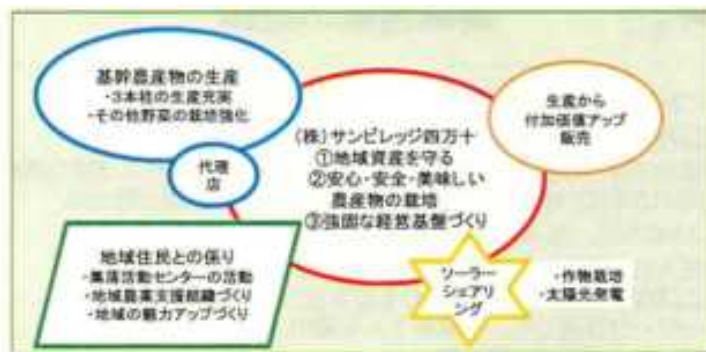 基幹農産物の生産
・3本柱の生産充実
・その他野菜の栽培強化
代理
店
(株)サンビレッジ四万十
①地域資産を守る
②安心・安全・美味しい
農産物の栽培
③強固な経営基盤づくり
生産から
付加価値アップ
販売
地域住民との係り
・集落活動センターの活動
・地域農業支援組織づくり
・地域の魅力アップづくり
ソーラー
シェアリ
ング
・作物栽培
・太陽光発電